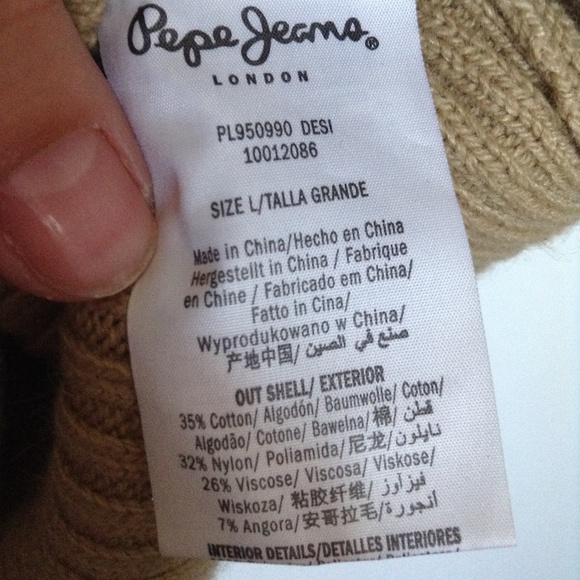 Pepe Jeans®
LONDON
PL950990 DESI
10012086
SIZE L/TALLA GRANDE
Made in China/Hecho en China
Hergestellt in China / Fabrique
en Chine / Fabricado em China/
Fatto in Cina/
Wyprodukowano w China/
产地中国/ صنع في الصين
OUT SHELL/ EXTERIOR
35% Cotton/ Algodón/ Baumwolle/ Coton/
Algodão/ Cotone/ Bawełna/ 棉/ قطن
32% Nylon/ Poliamida/ 尼龙/ نايلون
26% Viscose/ Viscosa/ Viskose/
Wiskoza/ 粘胶纤维/ فيزاوز
7% Angora/ 安哥拉毛/ أنجورة
INTERIOR DETAILS/DETALLES INTERIORES